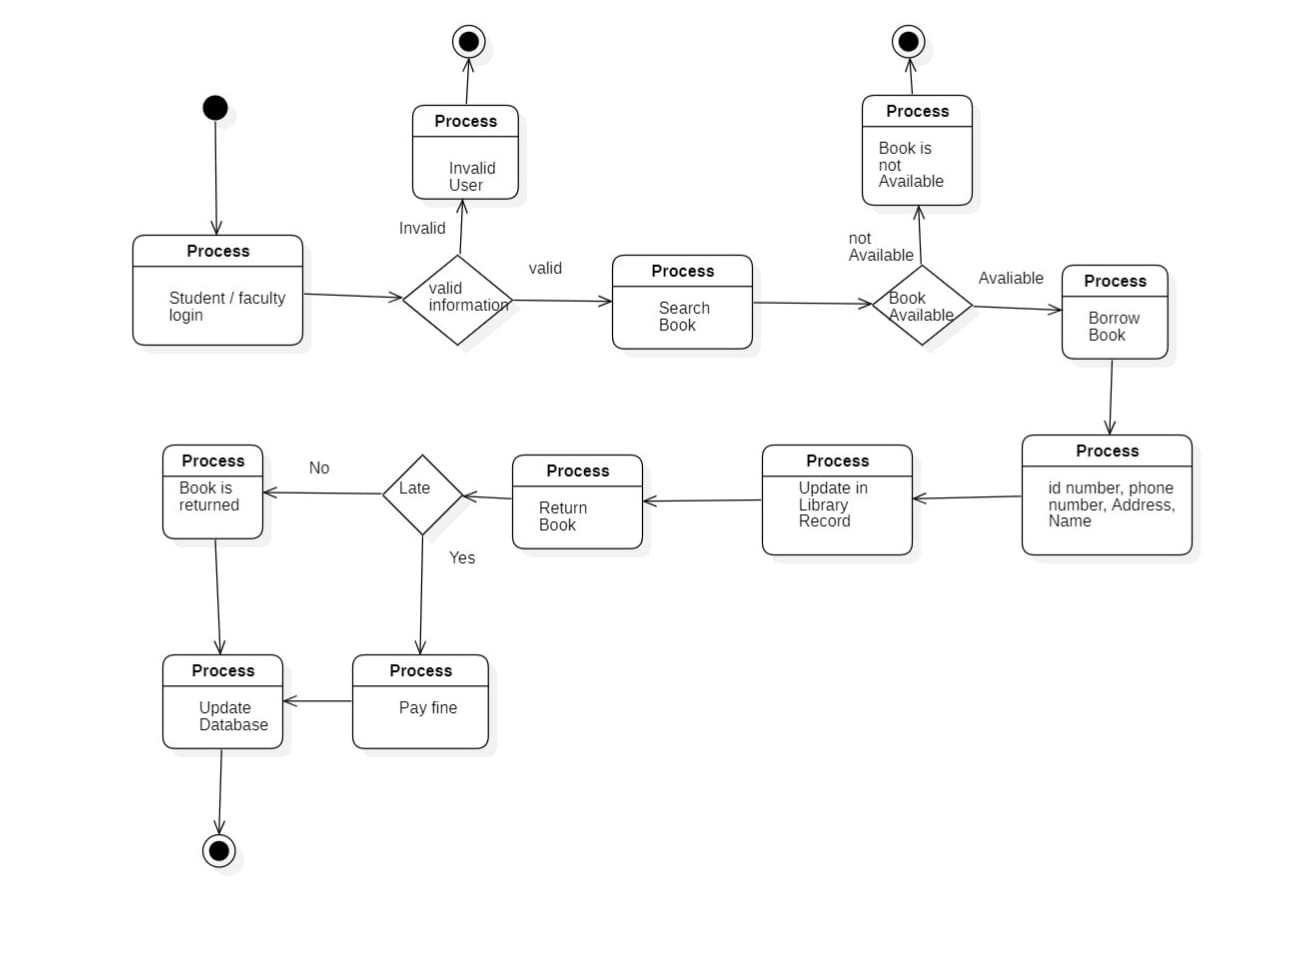 Process
Invalid
User
Process
Book is
not
Available
Invalid
not
Available
Process
Student / faculty
login
valid
information
valid
Process
Search
Book
Book
Available
Avaliable
Process
Borrow
Book
Process
Book is
returned
No
Late
Yes
Process
Return
Book
Process
Update in
Library
Record
Process
id number, phone
number, Address,
Name
Process
Update
Database
Process
Pay fine